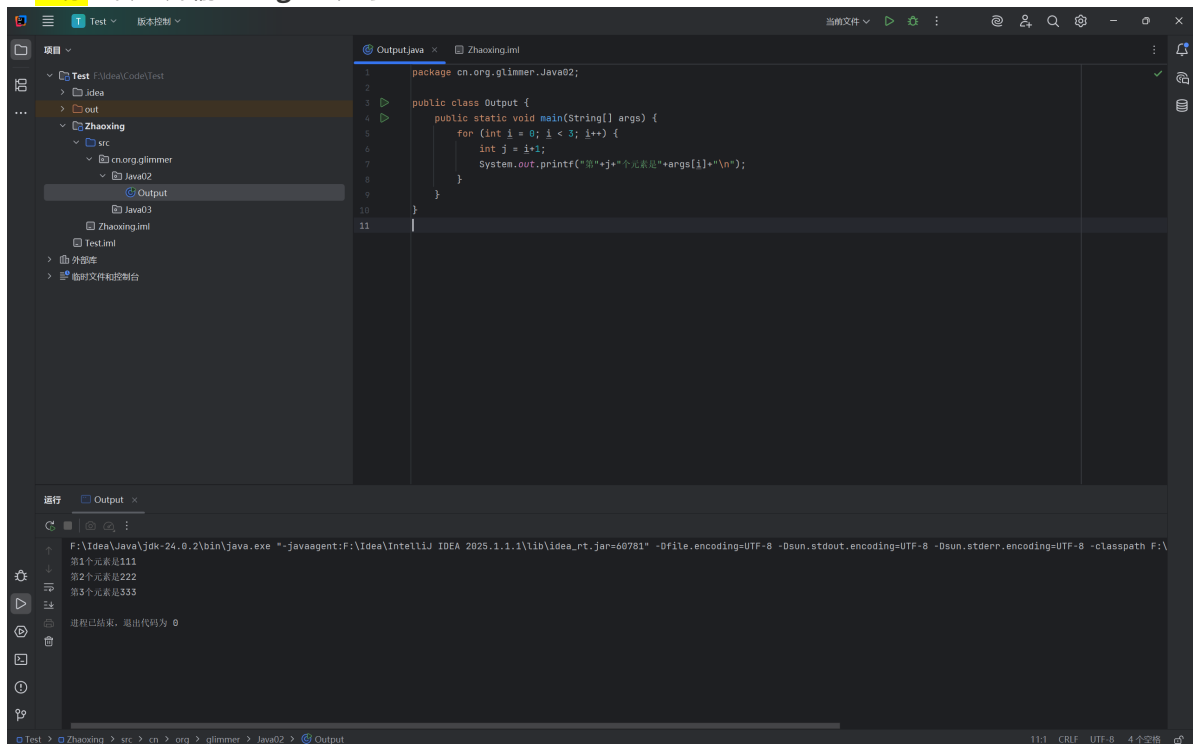 T Test 版本控制 当前文件
项目
Output.java × Zhaoxing.iml
Test F:\Idea\Code\Test
.idea
out
Zhaoxing
src
cn.org.glimmer
Java02
Output
Java03
Zhaoxing.iml
Test.iml
外部库
临时文件和控制台
1 package cn.org.glimmer.Java02;
2
3 public class Output {
4 public static void main(String[] args) {
5 for (int i = 0; i < 3; i++) {
6 int j = i+1;
7 System.out.printf("第"+j+"个元素是"+args[i]+"\n");
8 }
9 }
10 }
11
运行 Output ×
F:\Idea\Java\jdk-24.0.2\bin\java.exe "-javaagent:F:\Idea\IntelliJ IDEA 2025.1.1.1\lib\idea_rt.jar=60781" -Dfile.encoding=UTF-8 -Dsun.stdout.encoding=UTF-8 -Dsun.stderr.encoding=UTF-8 -classpath F:\
第1个元素是111
第2个元素是222
第3个元素是333
进程已结束，退出代码为 0
Test > Zhaoxing > src > cn > org > glimmer > Java02 > Output 11:1 CRLF UTF-8 4个空格